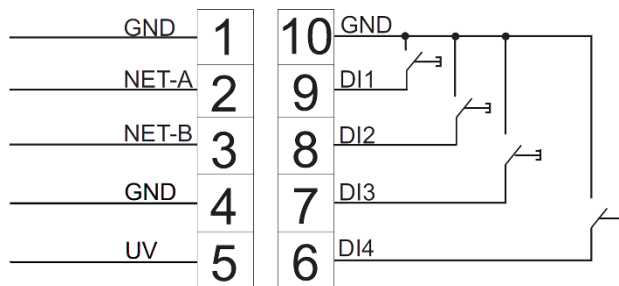 GND 1 10 GND
NET-A 2 9 DI1
NET-B 3 8 DI2
GND 4 7 DI3
UV 5 6 DI4